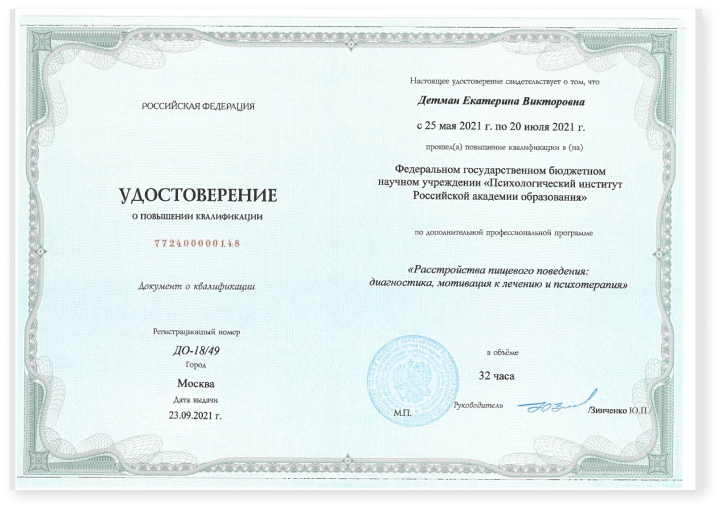 РОССИЙСКАЯ ФЕДЕРАЦИЯ
УДОСТОВЕРЕНИЕ
О ПОВЫШЕНИИ КВАЛИФИКАЦИИ
772400000148
Документ о квалификации
Регистрационный номер
ДО-18/49
Город
Москва
Дата выдачи
23.09.2021 г.
Настоящее удостоверение свидетельствует о том, что
Детман Екатерина Викторовна
с 25 мая 2021 г. по 20 июля 2021 г.
прошел(а) повышение квалификации в (на)
Федеральном государственном бюджетном
научном учреждении «Психологический институт
Российской академии образования»
по дополнительной профессиональной программе
«Расстройства пищевого поведения:
диагностика, мотивация к лечению и психотерапия»
в объёме
32 часа
М.П.
Руководитель
/Зинченко Ю.П./